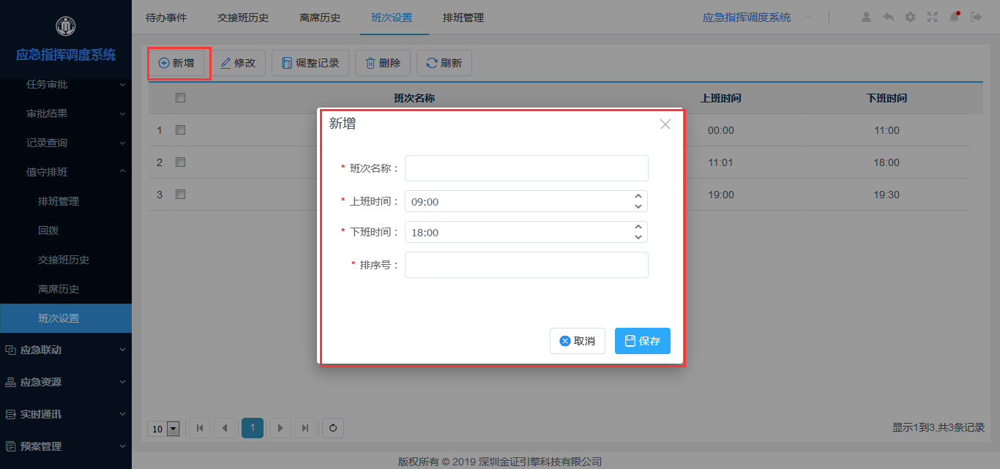 应急指挥调度系统
任务审批
审批结果
记录查询
值守排班
排班管理
回拨
交接班历史
离席历史
班次设置
应急联动
应急资源
实时通讯
预案管理
待办事件 交接班历史 离席历史 班次设置 排班管理 应急指挥调度系统
新增 修改 调整记录 删除 刷新
班次名称 上班时间 下班时间
1 00:00 11:00
2 11:01 18:00
3 19:00 19:30
新增
* 班次名称：
* 上班时间： 09:00
* 下班时间： 18:00
* 排序号：
取消 保存
10 1 显示1到3,共3条记录
版权所有 © 2019 深圳金证引擎科技有限公司